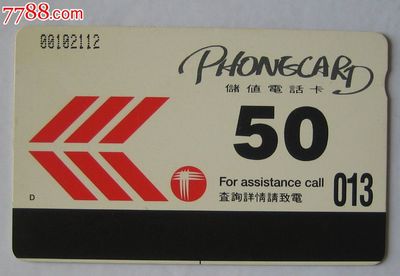 7788.com
00102112
PHONECARD
儲值電話卡
50
For assistance call
013
查詢詳情請致電
D